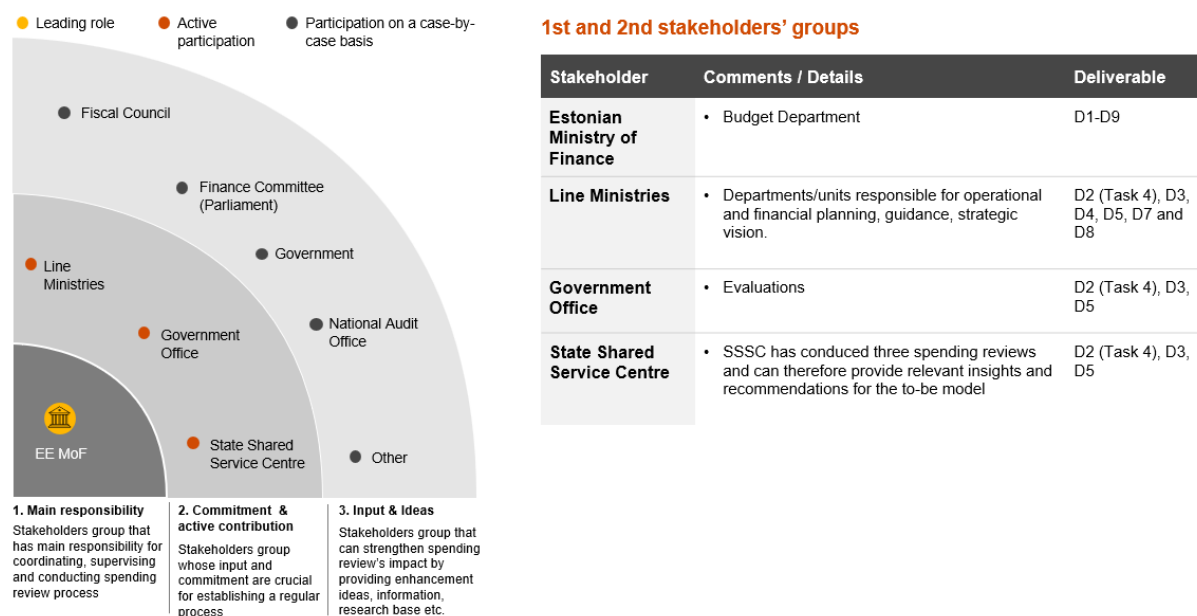 Leading role
Active
participation
Participation on a case-by-
case basis
Fiscal Council
Finance Committee
(Parliament)
Government
National Audit
Office
Other
Line
Ministries
Government
Office
State Shared
Service Centre
EE MoF
1. Main responsibility
Stakeholders group that
has main responsibility for
coordinating, supervising
and conducting spending
review process
2. Commitment &
active contribution
Stakeholders group
whose input and
commitment are crucial
for establishing a regular
process
3. Input & Ideas
Stakeholders group that
can strengthen spending
review's impact by
providing enhancement
ideas, information,
research base etc.
1st and 2nd stakeholders' groups
Stakeholder Comments / Details Deliverable
Estonian
Ministry of
Finance
• Budget Department
D1-D9
Line Ministries
• Departments/units responsible for operational
and financial planning, guidance, strategic
vision.
D2 (Task 4), D3,
D4, D5, D7 and
D8
Government
Office
• Evaluations
D2 (Task 4), D3,
D5
State Shared
Service Centre
• SSSC has conduced three spending reviews
and can therefore provide relevant insights and
recommendations for the to-be model
D2 (Task 4), D3,
D5